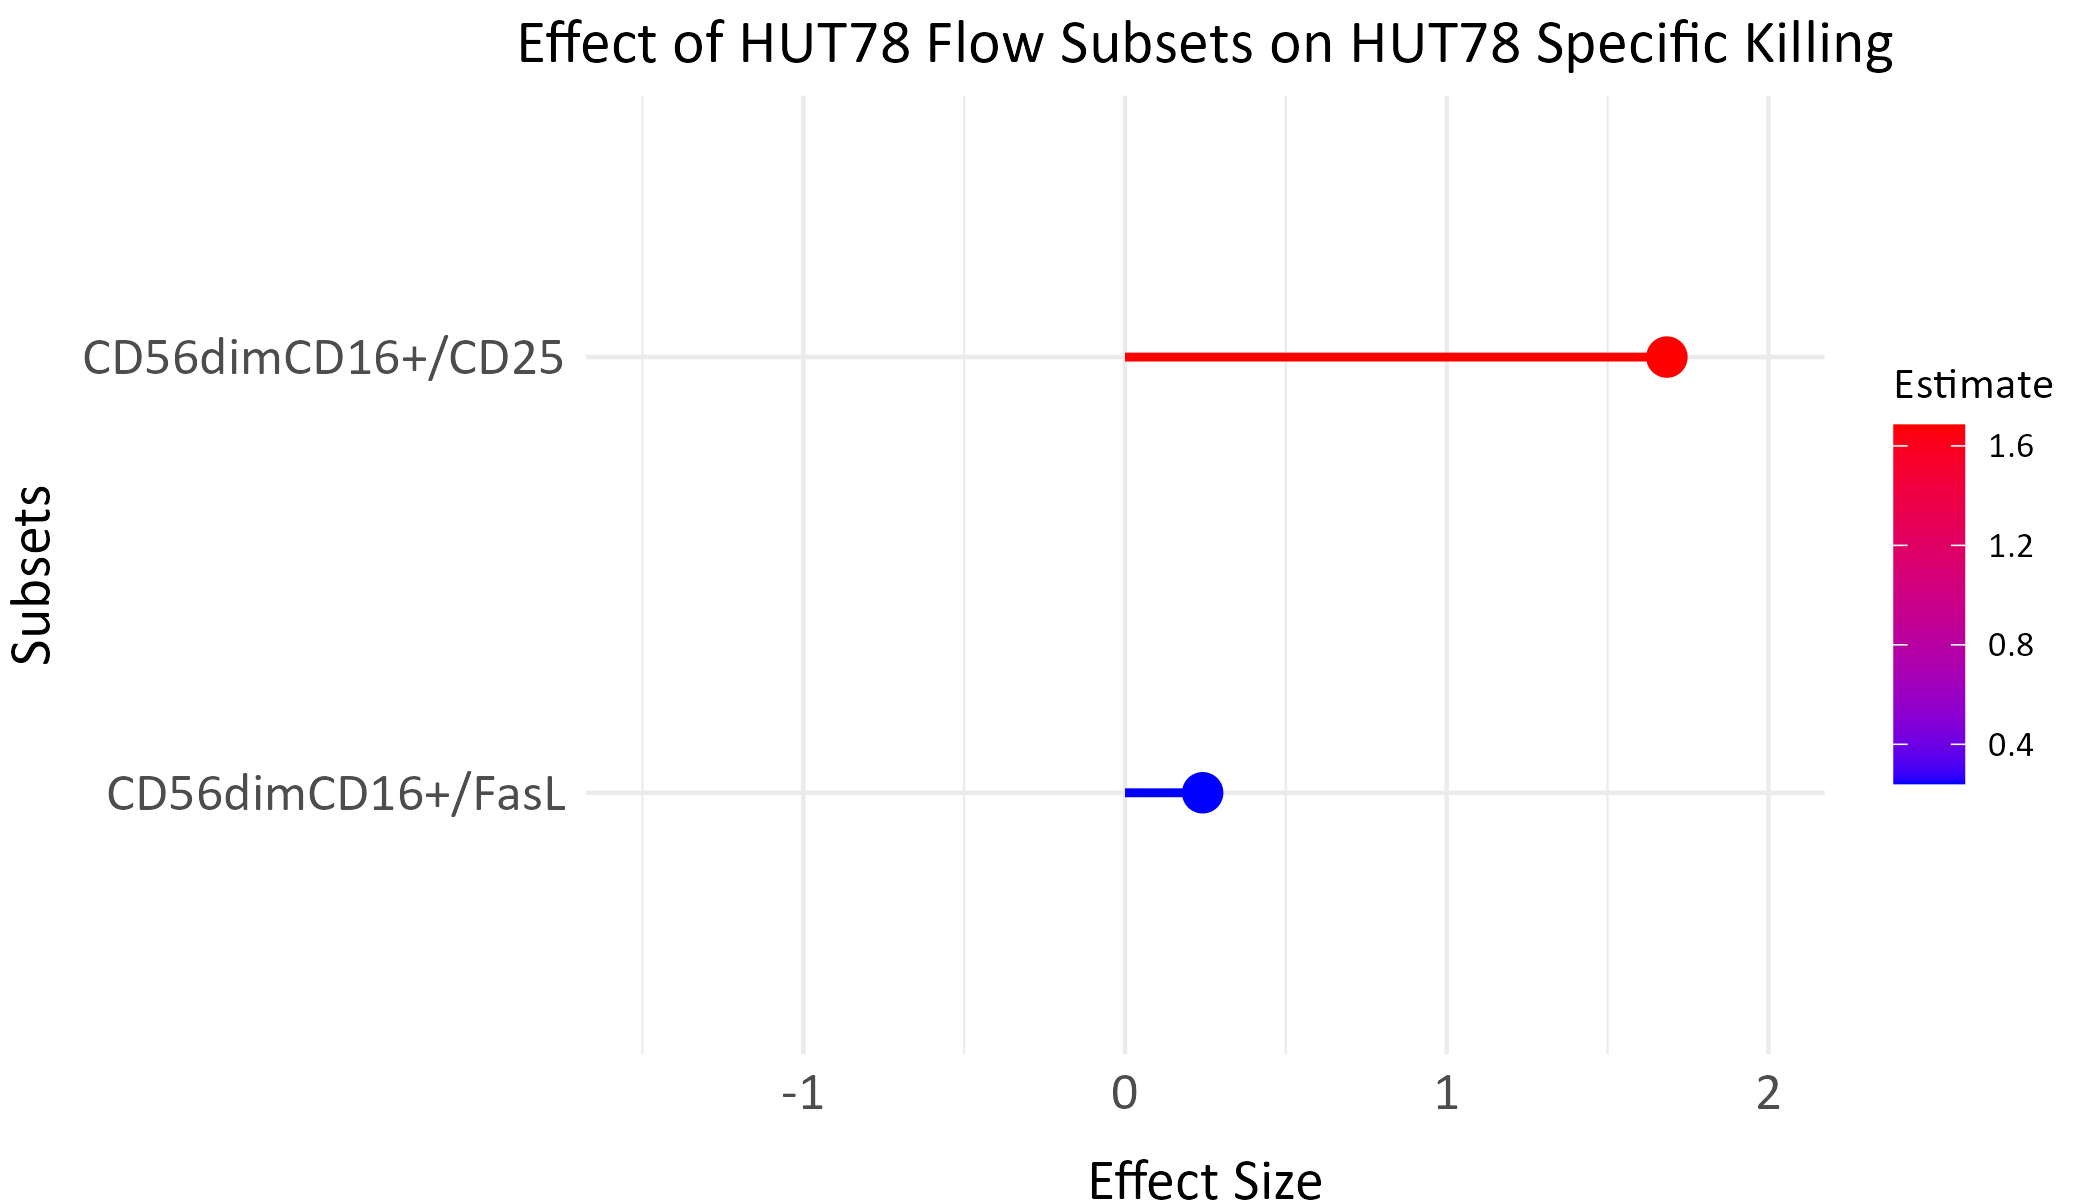 Effect of HUT78 Flow Subsets on HUT78 Specific Killing
Subsets
CD56dimCD16+/CD25
CD56dimCD16+/FasL
-1
0
1
2
Effect Size
Estimate
1.6
1.2
0.8
0.4